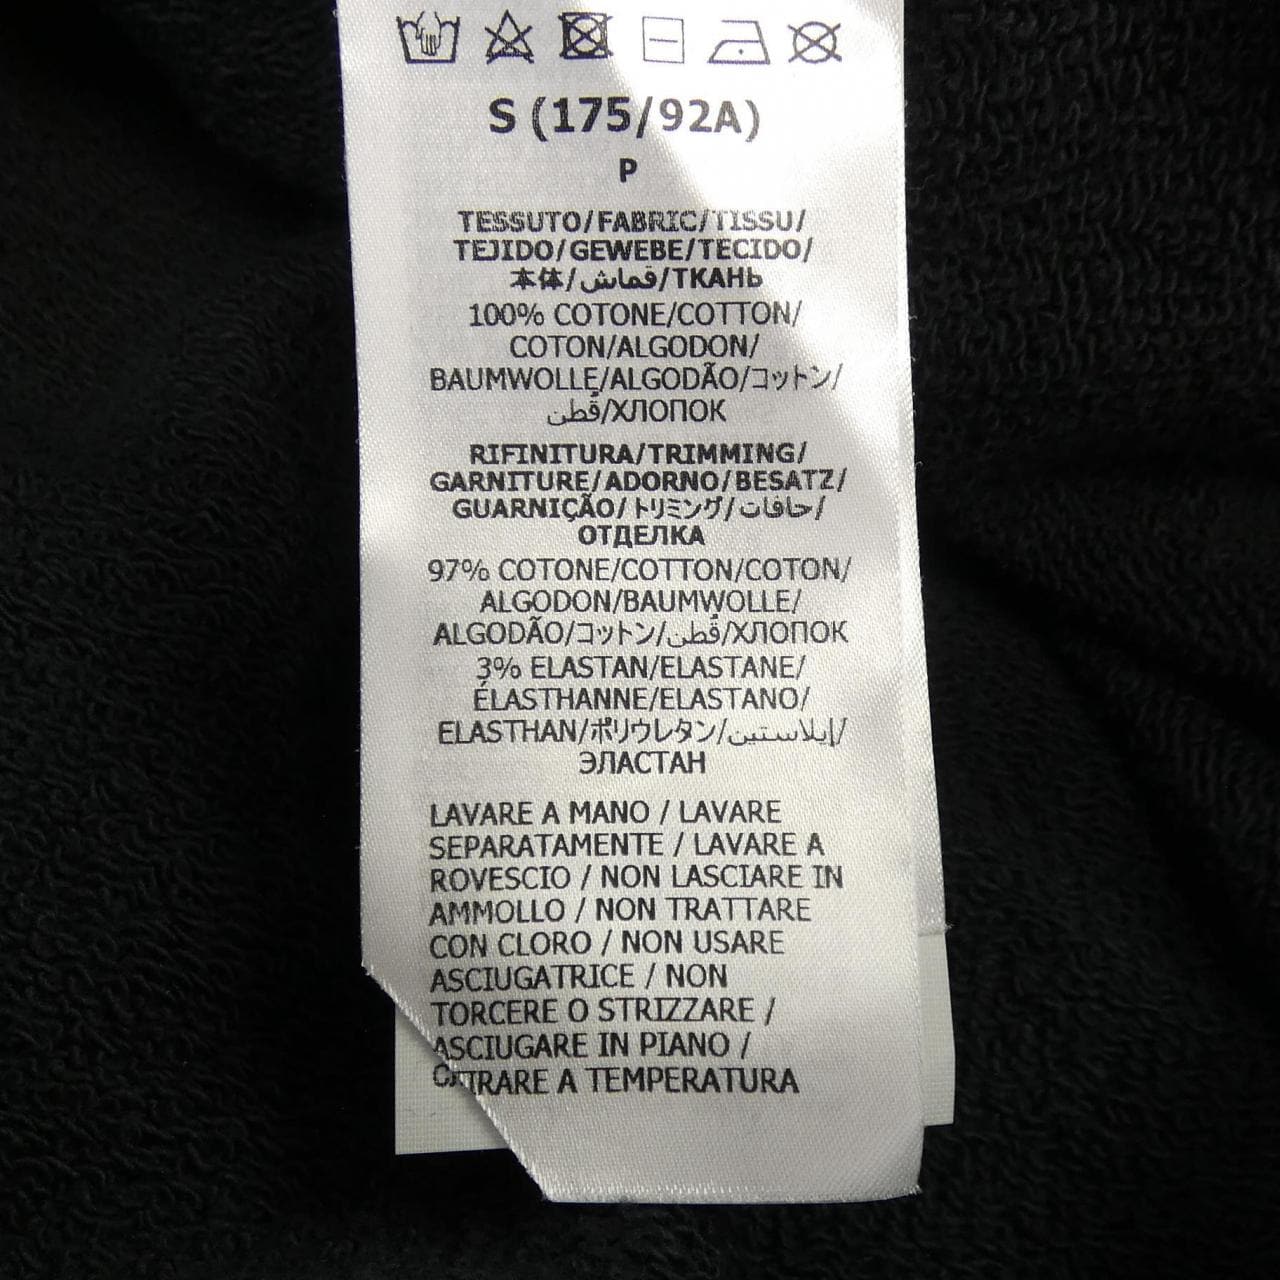 S (175/92A)
P
TESSUTO/FABRIC/TISSU/
TEJIDO/GEWEBE/TECIDO/
本体/قماش/ТКАНЬ
100% COTONE/COTTON/
COTON/ALGODON/
BAUMWOLLE/ALGODÃO/コットン/
قطن/ХЛОПОК
RIFINITURA/TRIMMING/
GARNITURE/ADORNO/BESATZ/
GUARNIÇÃO/トリミング/حافات/
ОТДЕЛКА
97% COTONE/COTTON/COTON/
ALGODON/BAUMWOLLE/
ALGODÃO/コットン/قطن/ХЛОПОК
3% ELASTAN/ELASTANE/
ÉLASTHANNE/ELASTANO/
ELASTHAN/ポリウレタン/إيلاستين/
ЭЛАСТАН
LAVARE A MANO / LAVARE
SEPARATAMENTE / LAVARE A
ROVESCIO / NON LASCIARE IN
AMMOLLO / NON TRATTARE
CON CLORO / NON USARE
ASCIUGATRICE / NON
TORCERE O STRIZZARE /
ASCIUGARE IN PIANO /
A TEMPERATURA